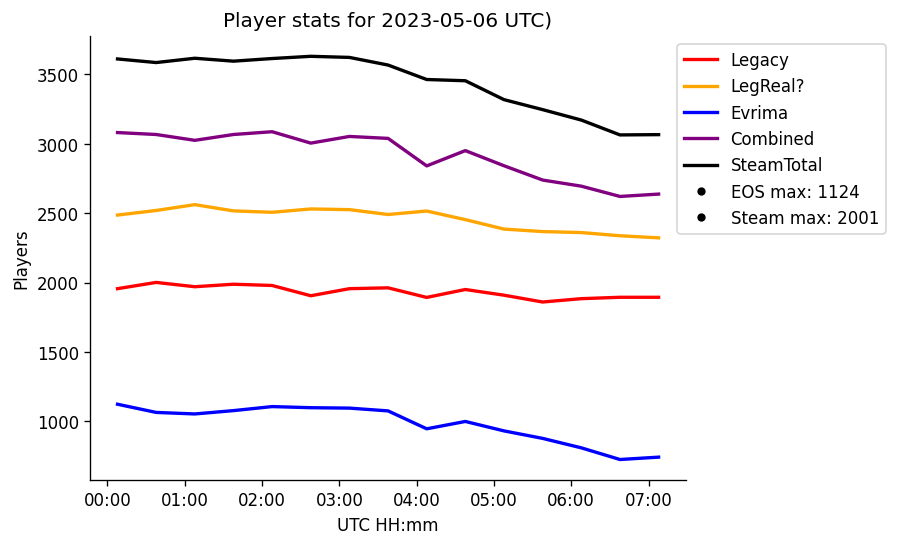 Player stats for 2023-05-06 UTC)
Players
3500
3000
2500
2000
1500
1000
00:00 01:00 02:00 03:00 04:00 05:00 06:00 07:00
UTC HH:mm
Legacy
LegReal?
Evrima
Combined
SteamTotal
EOS max: 1124
Steam max: 2001